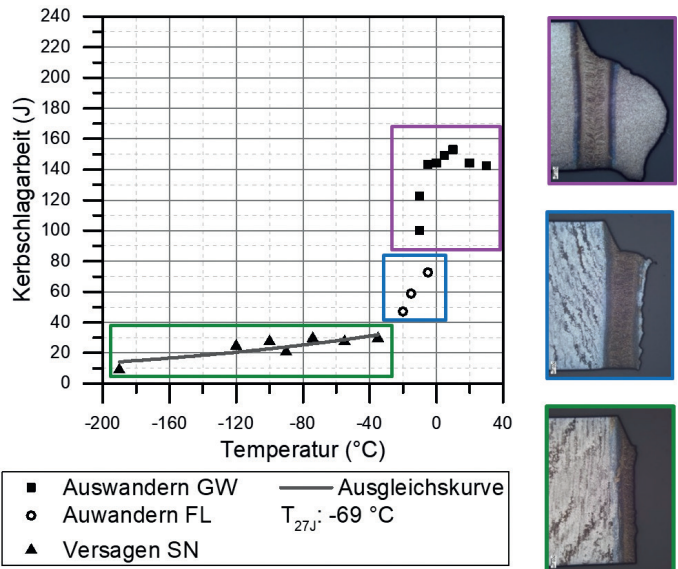 240
220
200
180
160
140
120
100
80
60
40
20
0
Kerbschlagarbeit (J)
-200 -160 -120 -80 -40 0 40
Temperatur (°C)
Auswandern GW Ausgleichskurve
Auwandern FL T27J: -69 °C
Versagen SN